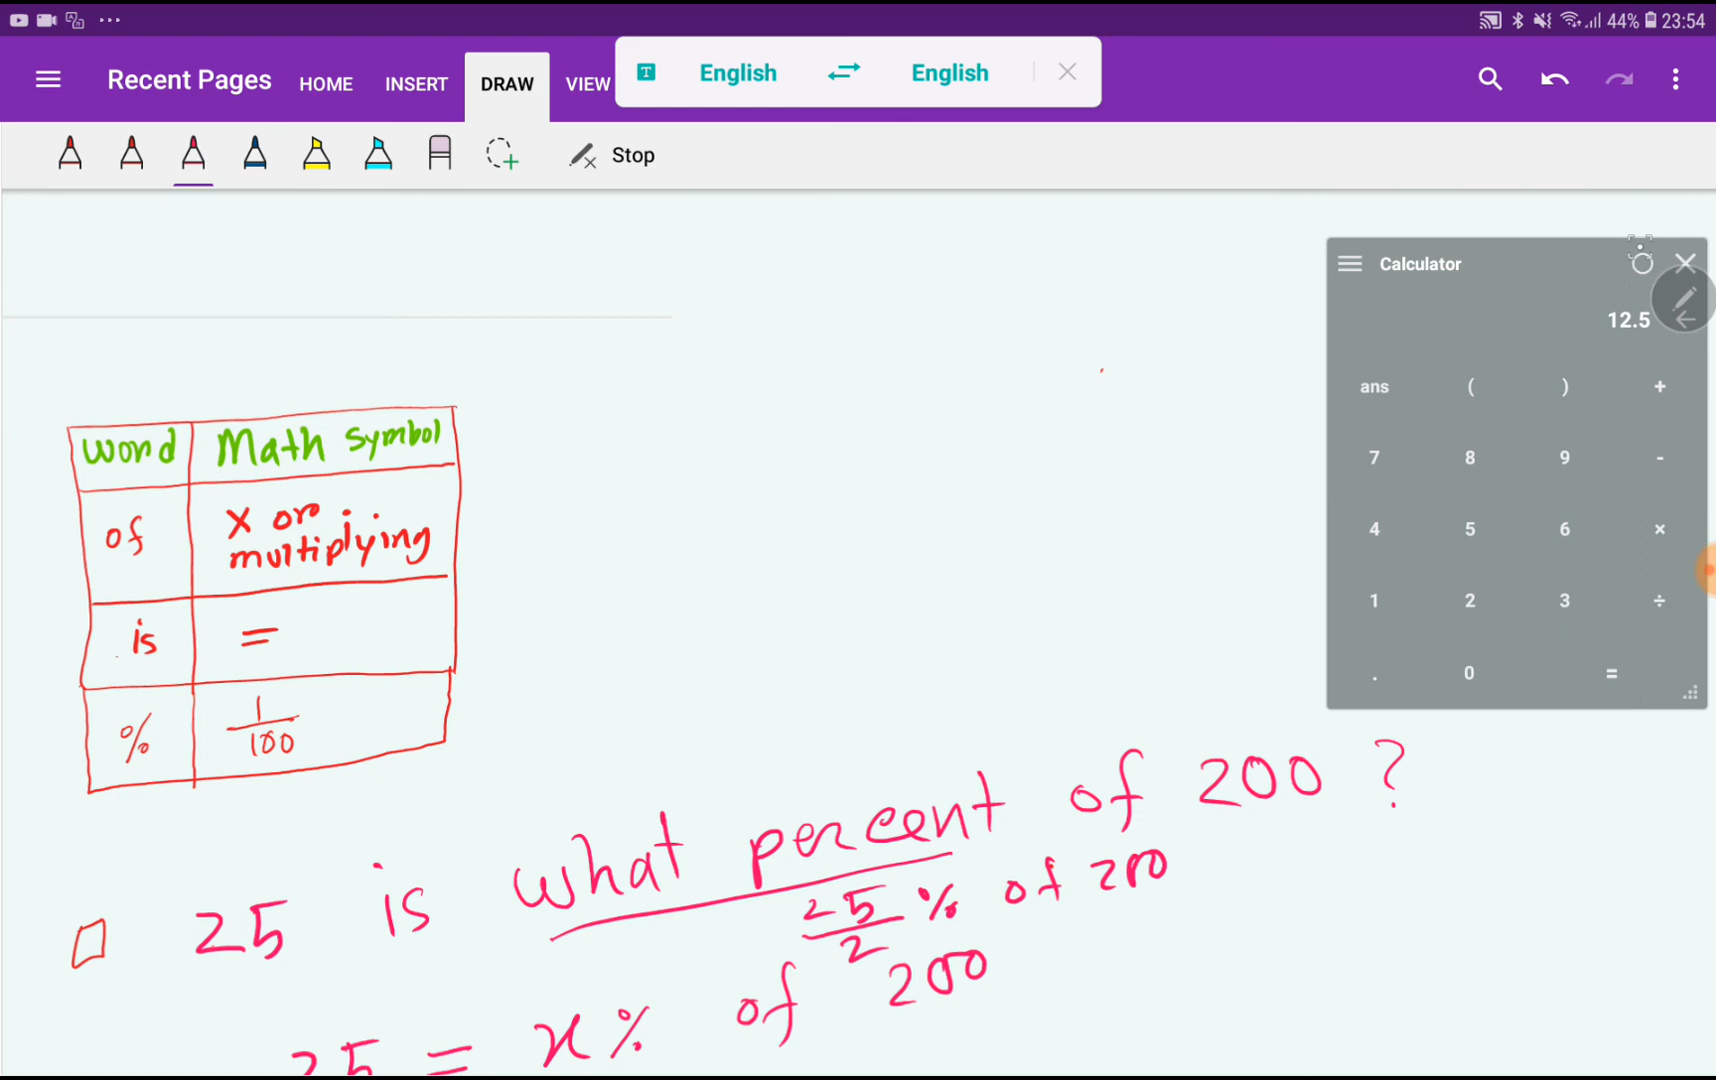 44% 23:54
Recent Pages HOME INSERT DRAW VIEW
T English English
Stop
Calculator
12.5
ans ( ) +
7 8 9 -
4 5 6 ×
1 2 3 ÷
. 0 =
Word Math Symbol
of X or multiplying
is =
% 1/100
25 is what percent of 200 ?
25/2 % of 200
25 = x% of 200